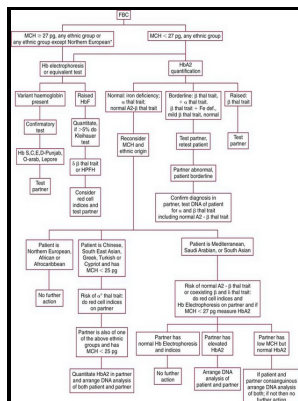 FBC
MCH ≥ 27 pg, any ethnic group or
any ethnic group except Northern European*
MCH < 27 pg, any ethnic group
Hb electrophoresis
or equivalent test
HbA2
quantification
Variant haemoglobin
present
Raised
HbF
Normal: iron deficiency;
α thal trait;
normal A2-β thal trait
Borderline: β thal trait,
+ α thal trait;
β thal trait + Fe def.,
mild β thal trait, normal
Raised:
β thal trait
Confirmatory
test
Quantitate,
if >5% do
Kleihauer
test
Reconsider
MCH and
ethnic origin
Test partner,
retest patient
Test
partner
Hb S,C,E,D-Punjab,
O-arab, Lepore
δ β thal trait
or
HPFH
Partner abnormal,
patient borderline
Test
partner
Consider
red cell
indices and
test partner
Confirm diagnosis in
partner, test DNA of patient
for α and β thal trait
including normal A2 - β thal trait
Patient is
Northern European,
African or
Afrocaribbean
Patient is Chinese,
South East Asian,
Greek, Turkish or
Cypriot and has
MCH < 25 pg
Patient is Mediterranean,
Saudi Arabian, or South Asian
No further
action
Risk of α° thal trait:
do red cell indices
on partner
Risk of normal A2 - β thal trait
or coexisting β and δ thal trait:
do red cell indices and
Hb Electrophoresis on partner and if
MCH < 27 pg measure HbA2
Partner is also of one
of the above ethnic
groups and has
MCH < 25 pg
Partner has
normal Hb Electrophoresis
and indices
Partner has
elevated
HbA2
Partner has
low MCH but
normal HbA2
Quantitate HbA2 in partner and
arrange DNA analysis of
both patient and partner
No further
action
Arrange DNA
analysis of
patient and partner
If patient and
partner consanguinous
arrange DNA analysis
of both; if not then no
further action